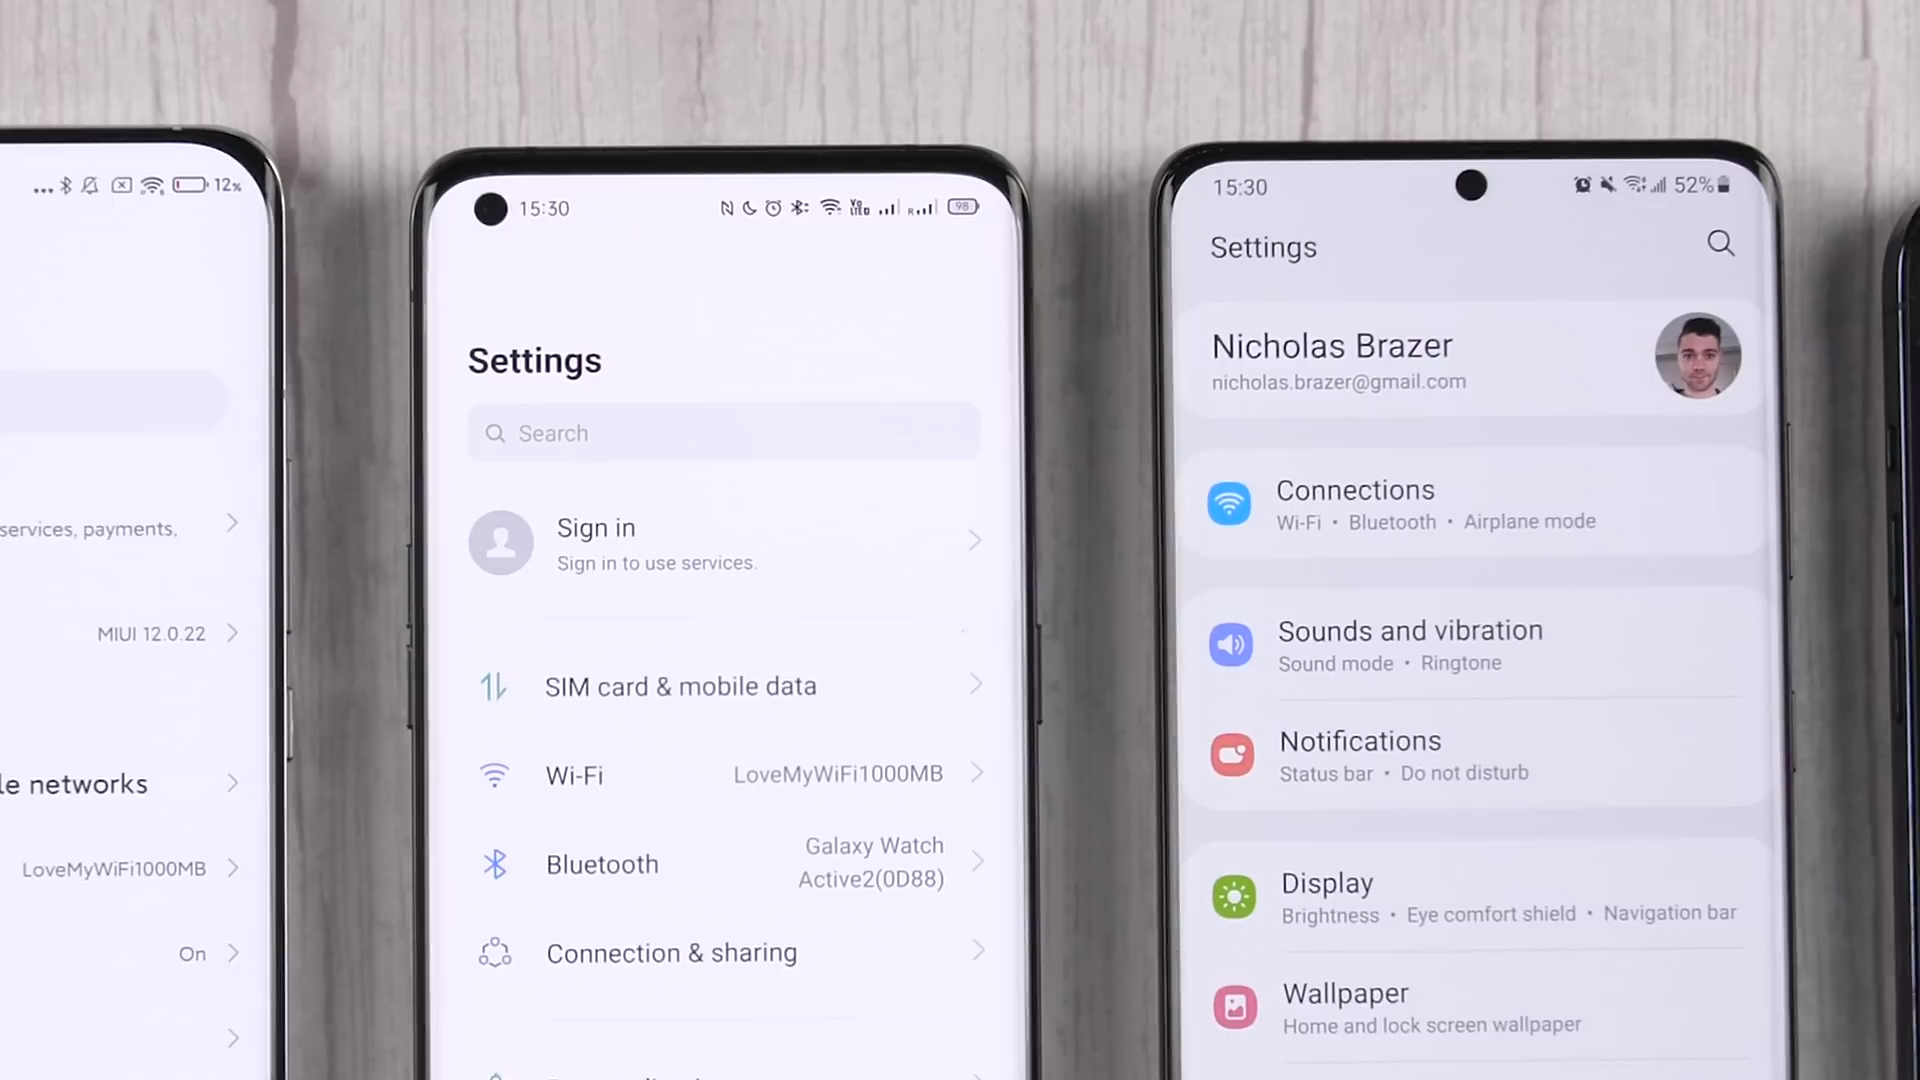 12%
services, payments,
MIUI 12.0.22
le networks
LoveMyWiFi1000MB
On
15:30
98
Settings
Search
Sign in
Sign in to use services.
SIM card & mobile data
Wi-Fi LoveMyWiFi1000MB
Bluetooth Galaxy Watch
Active2(0D88)
Connection & sharing
15:30 52%
Settings
Nicholas Brazer
nicholas.brazer@gmail.com
Connections
Wi-Fi • Bluetooth • Airplane mode
Sounds and vibration
Sound mode • Ringtone
Notifications
Status bar • Do not disturb
Display
Brightness • Eye comfort shield • Navigation bar
Wallpaper
Home and lock screen wallpaper